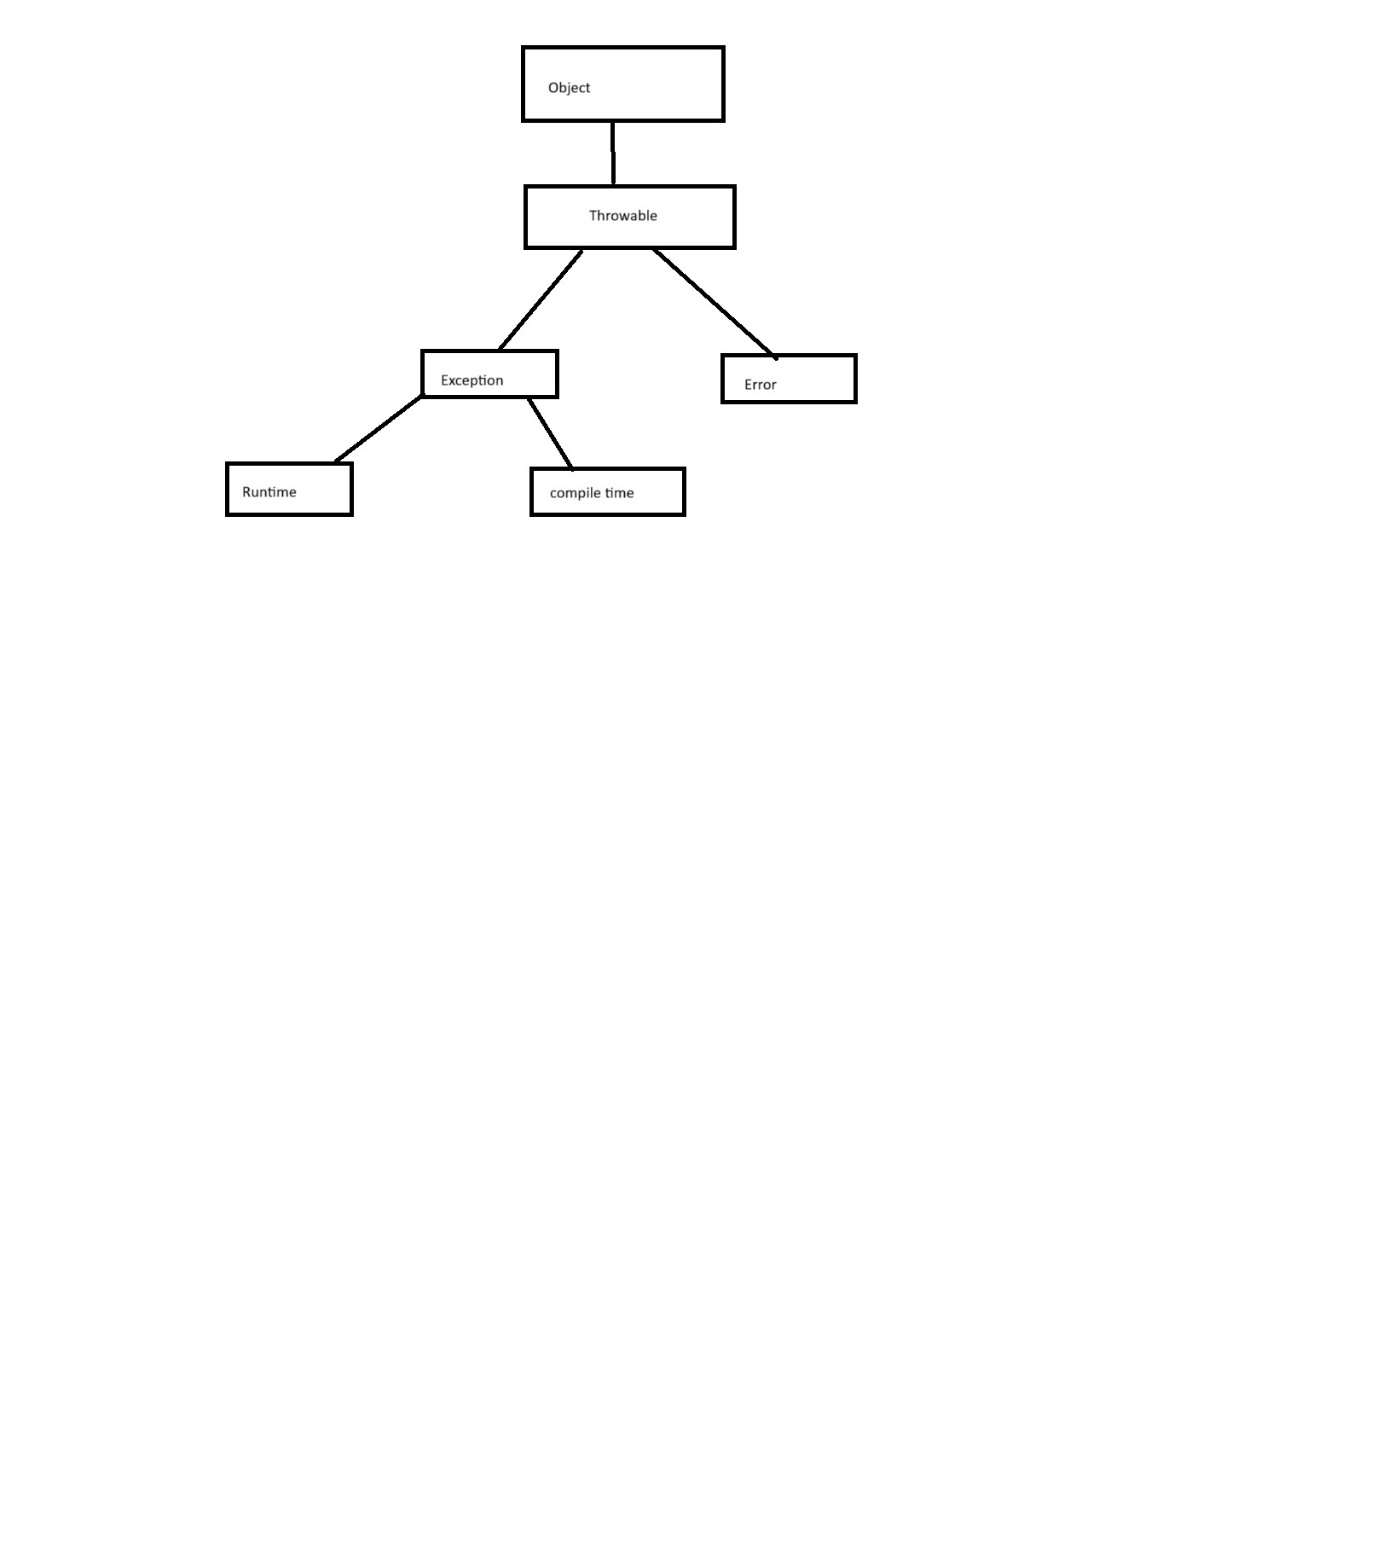 Object
Throwable
Exception
Error
Runtime
compile time